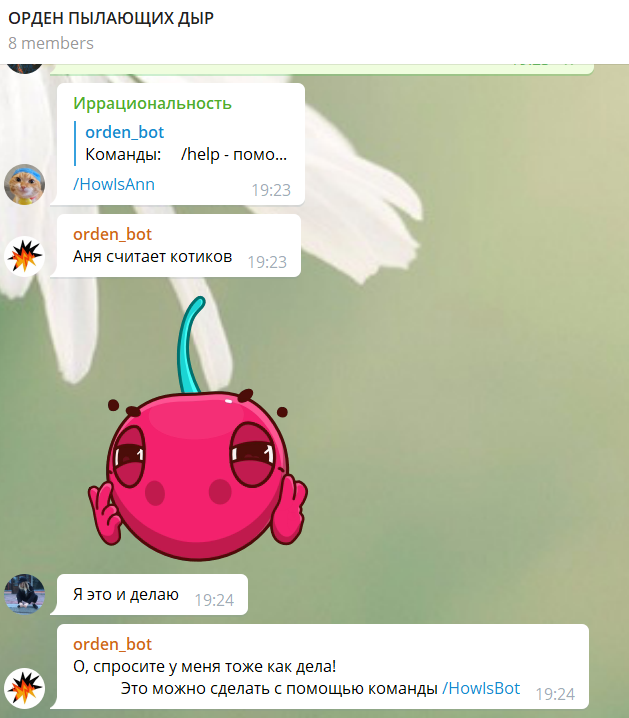 ОРДЕН ПЫЛАЮЩИХ ДЫР
8 members
Иррациональность
orden_bot
Команды: /help - помо...
/HowIsAnn 19:23
orden_bot
Аня считает котиков 19:23
Я это и делаю 19:24
orden_bot
О, спросите у меня тоже как дела!
Это можно сделать с помощью команды /HowIsBot 19:24